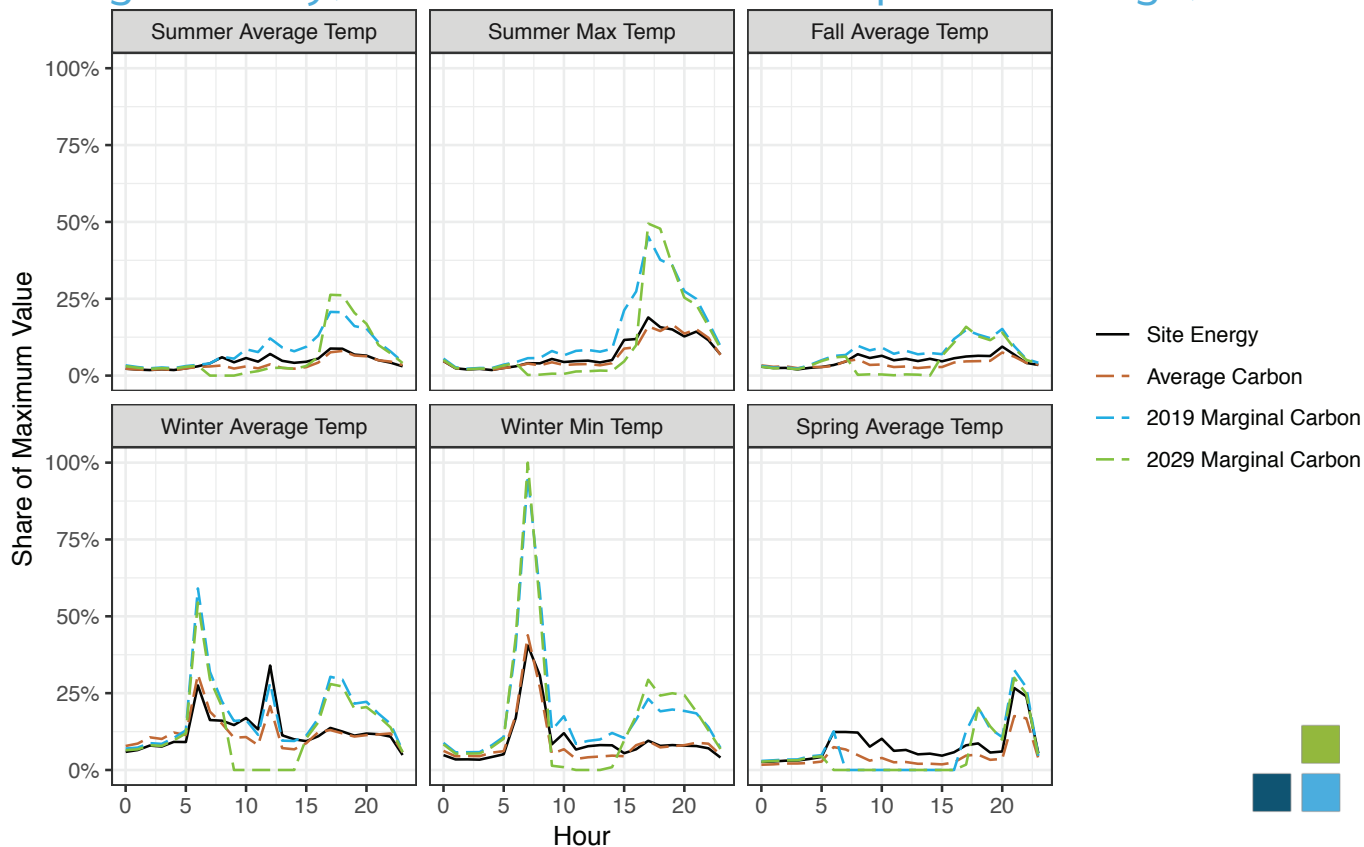 Summer Average Temp
Summer Max Temp
Fall Average Temp
100%
75%
50%
25%
0%
Winter Average Temp
Winter Min Temp
Spring Average Temp
100%
75%
50%
25%
0%
0 5 10 15 20
0 5 10 15 20
0 5 10 15 20
Hour
Share of Maximum Value
Site Energy
Average Carbon
2019 Marginal Carbon
2029 Marginal Carbon